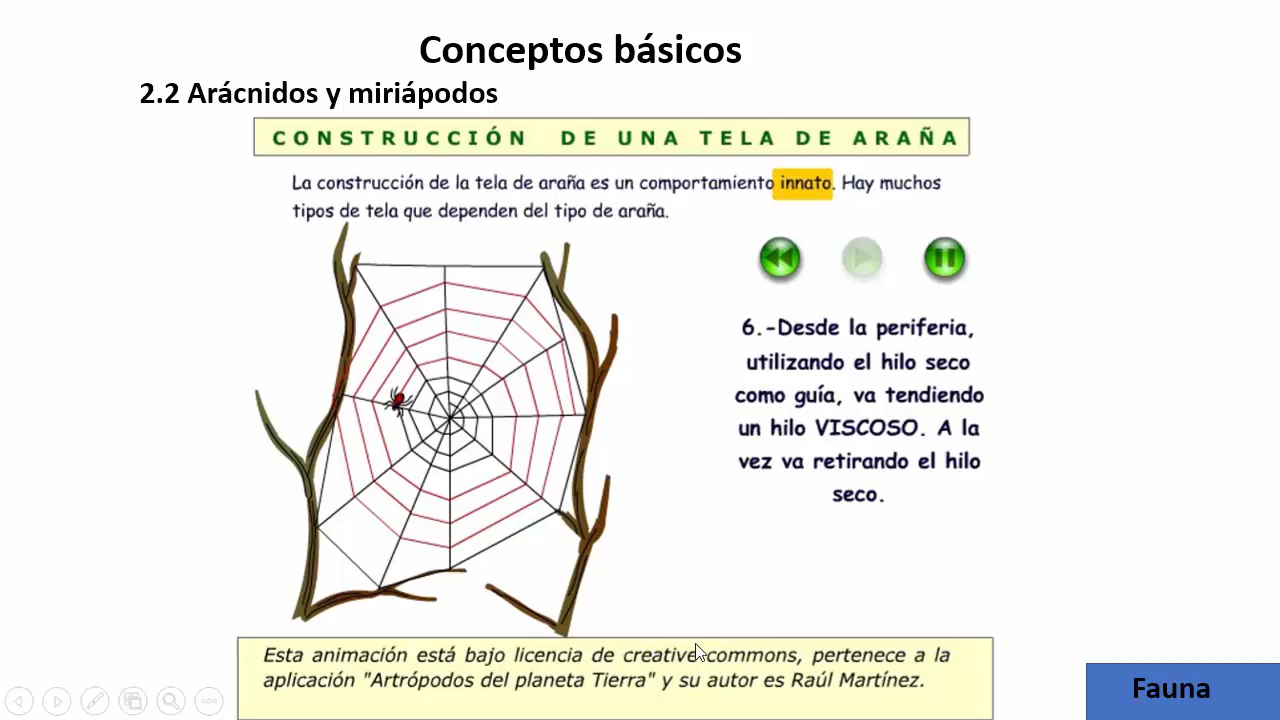 Conceptos básicos
2.2 Arácnidos y miriápodos
CONSTRUCCIÓN DE UNA TELA DE ARAÑA
La construcción de la tela de araña es un comportamiento innato. Hay muchos
tipos de tela que dependen del tipo de araña.
6.-Desde la periferia,
utilizando el hilo seco
como guía, va tendiendo
un hilo VISCOSO. A la
vez va retirando el hilo
seco.
Esta animación está bajo licencia de creative commons, pertenece a la
aplicación "Artrópodos del planeta Tierra" y su autor es Raúl Martínez.
Fauna